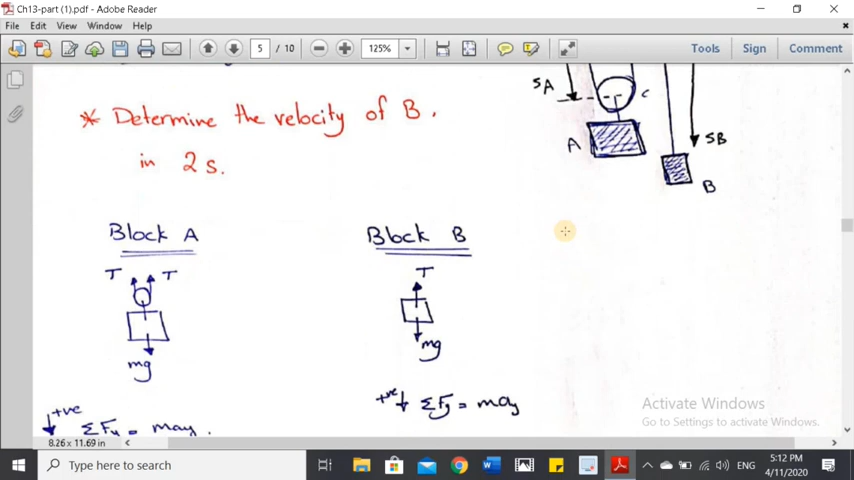 Ch13-part (1).pdf - Adobe Reader
File Edit View Window Help
5 / 10 125% Tools Sign Comment
SA
C
* Determine the velocity of B.
in 2 s.
A
SB
B
Block A
Block B
T T
T
mg
mg
+ve ΣFy = may.
+ve ΣFy = may
Activate Windows
Go to Settings to activate Windows.
8.26 x 11.69 in
Type here to search
ENG
5:12 PM
4/11/2020